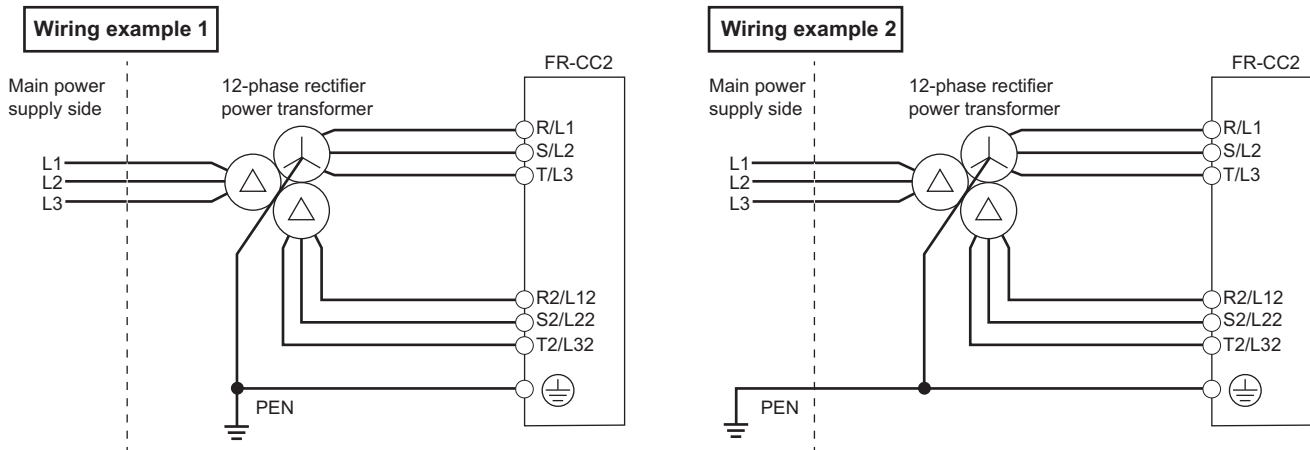 Wiring example 1
FR-CC2
Main power
supply side
12-phase rectifier
power transformer
R/L1
S/L2
T/L3
L1
L2
L3
R2/L12
S2/L22
T2/L32
PEN
Wiring example 2
FR-CC2
Main power
supply side
12-phase rectifier
power transformer
R/L1
S/L2
T/L3
L1
L2
L3
R2/L12
S2/L22
T2/L32
PEN